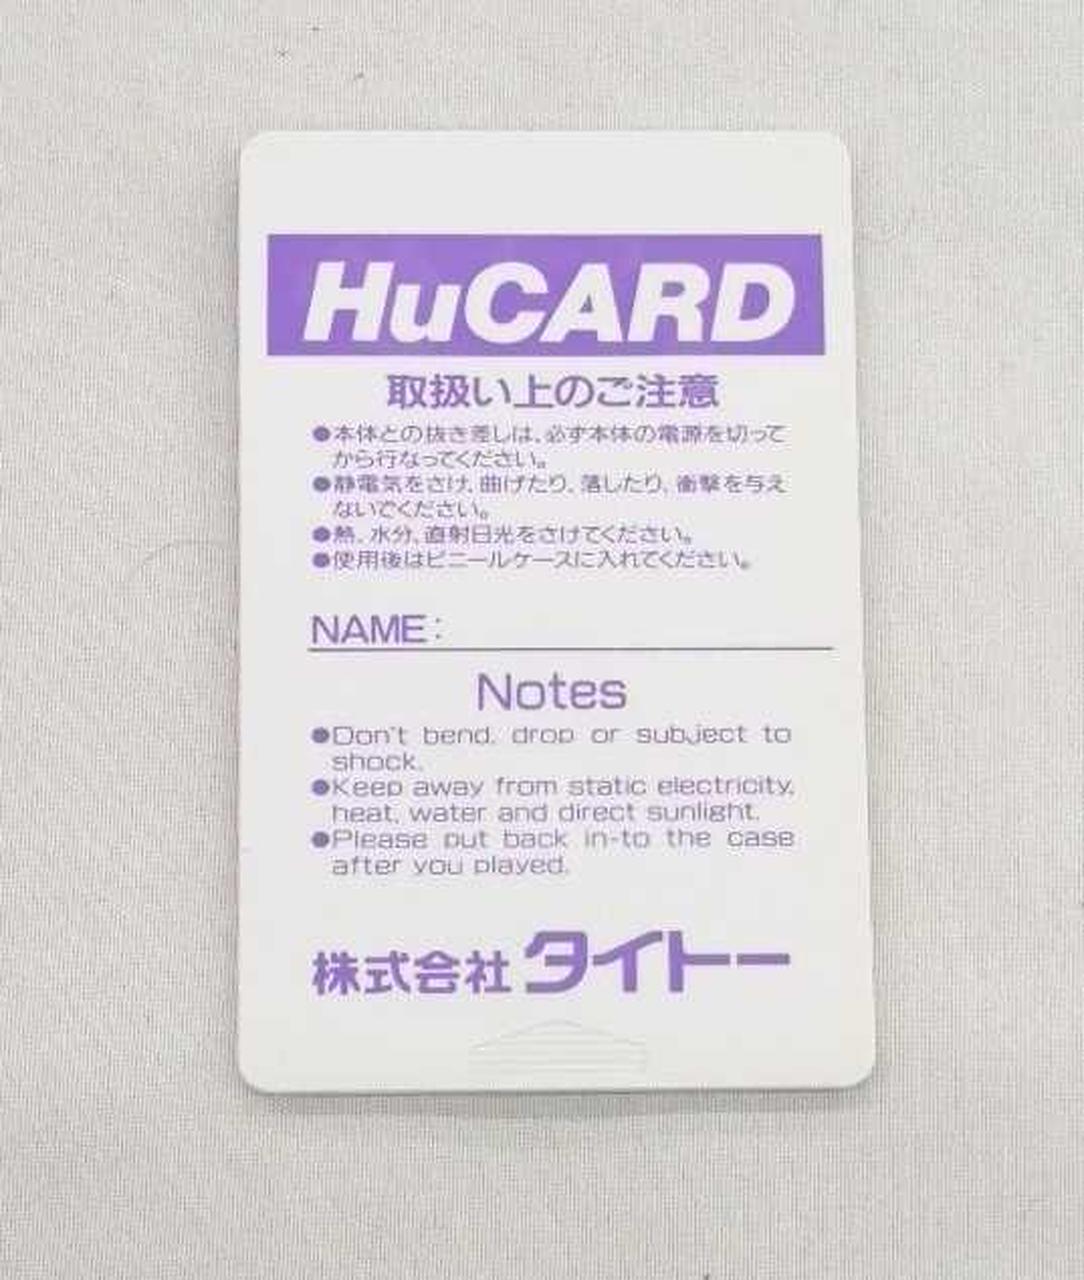 HuCARD
取扱い上のご注意
●本体との抜き差しは、必ず本体の電源を切って
から行なってください。
●静電気をさけ、曲げたり、落したり、衝撃を与え
ないでください。
●熱、水分、直射日光をさけてください。
●使用後はビニールケースに入れてください。
NAME:
Notes
●Don't bend, drop or subject to
shock.
●Keep away from static electricity,
heat, water and direct sunlight.
●Please put back in-to the case
after you played.
株式会社タイトー